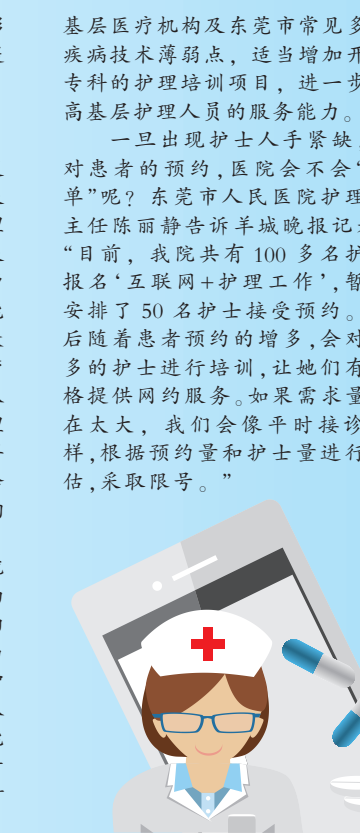 基层医疗机构及东莞市常见多
疾病技术薄弱点，适当增加开
专科的护理培训项目，进一步
高基层护理人员的服务能力。
一旦出现护士人手紧缺，
对患者的预约，医院会不会“
单”呢？东莞市人民医院护理
主任陈丽静告诉羊城晚报记
“目前，我院共有 100 多名护
报名‘互联网+护理工作’，暂
安排了 50 名护士接受预约。
后随着患者预约的增多，会对
多的护士进行培训，让她们有
格提供网约服务。如果需求量
在太大，我们会像平时接诊
样，根据预约量和护士量进行
估，采取限号。”